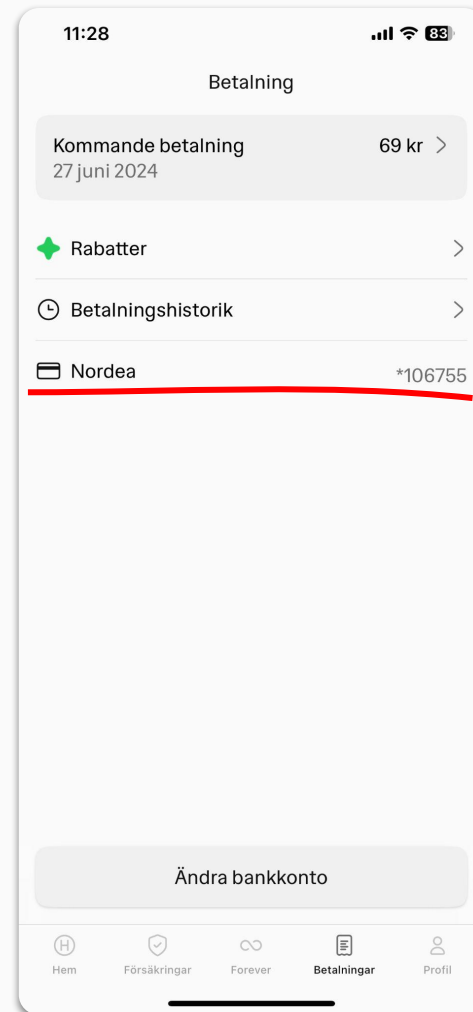 11:28
83
Betalning
Kommande betalning 69 kr
27 juni 2024
Rabatter
Betalningshistorik
Nordea *106755
Ändra bankkonto
H
Hem Försäkringar Forever Betalningar Profil